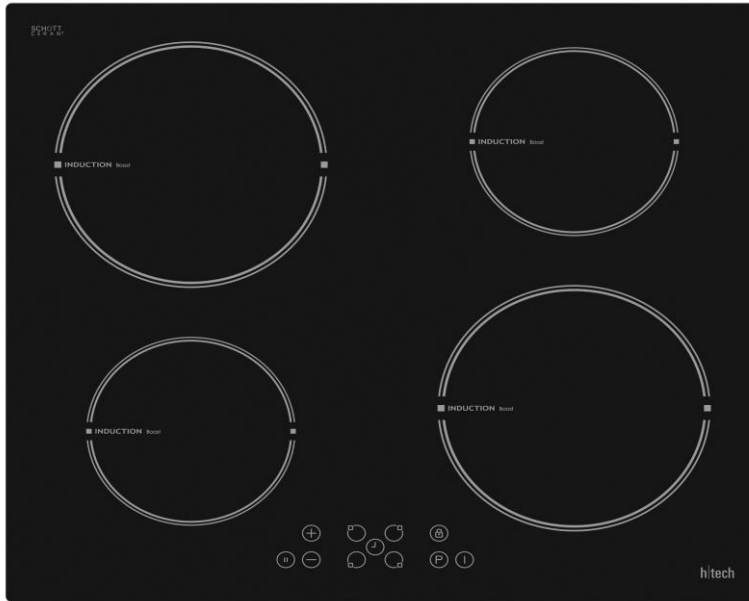 SCHOTT
CERAN®
INDUCTION Boost
INDUCTION Boost
INDUCTION Boost
INDUCTION Boost
P
h|tech